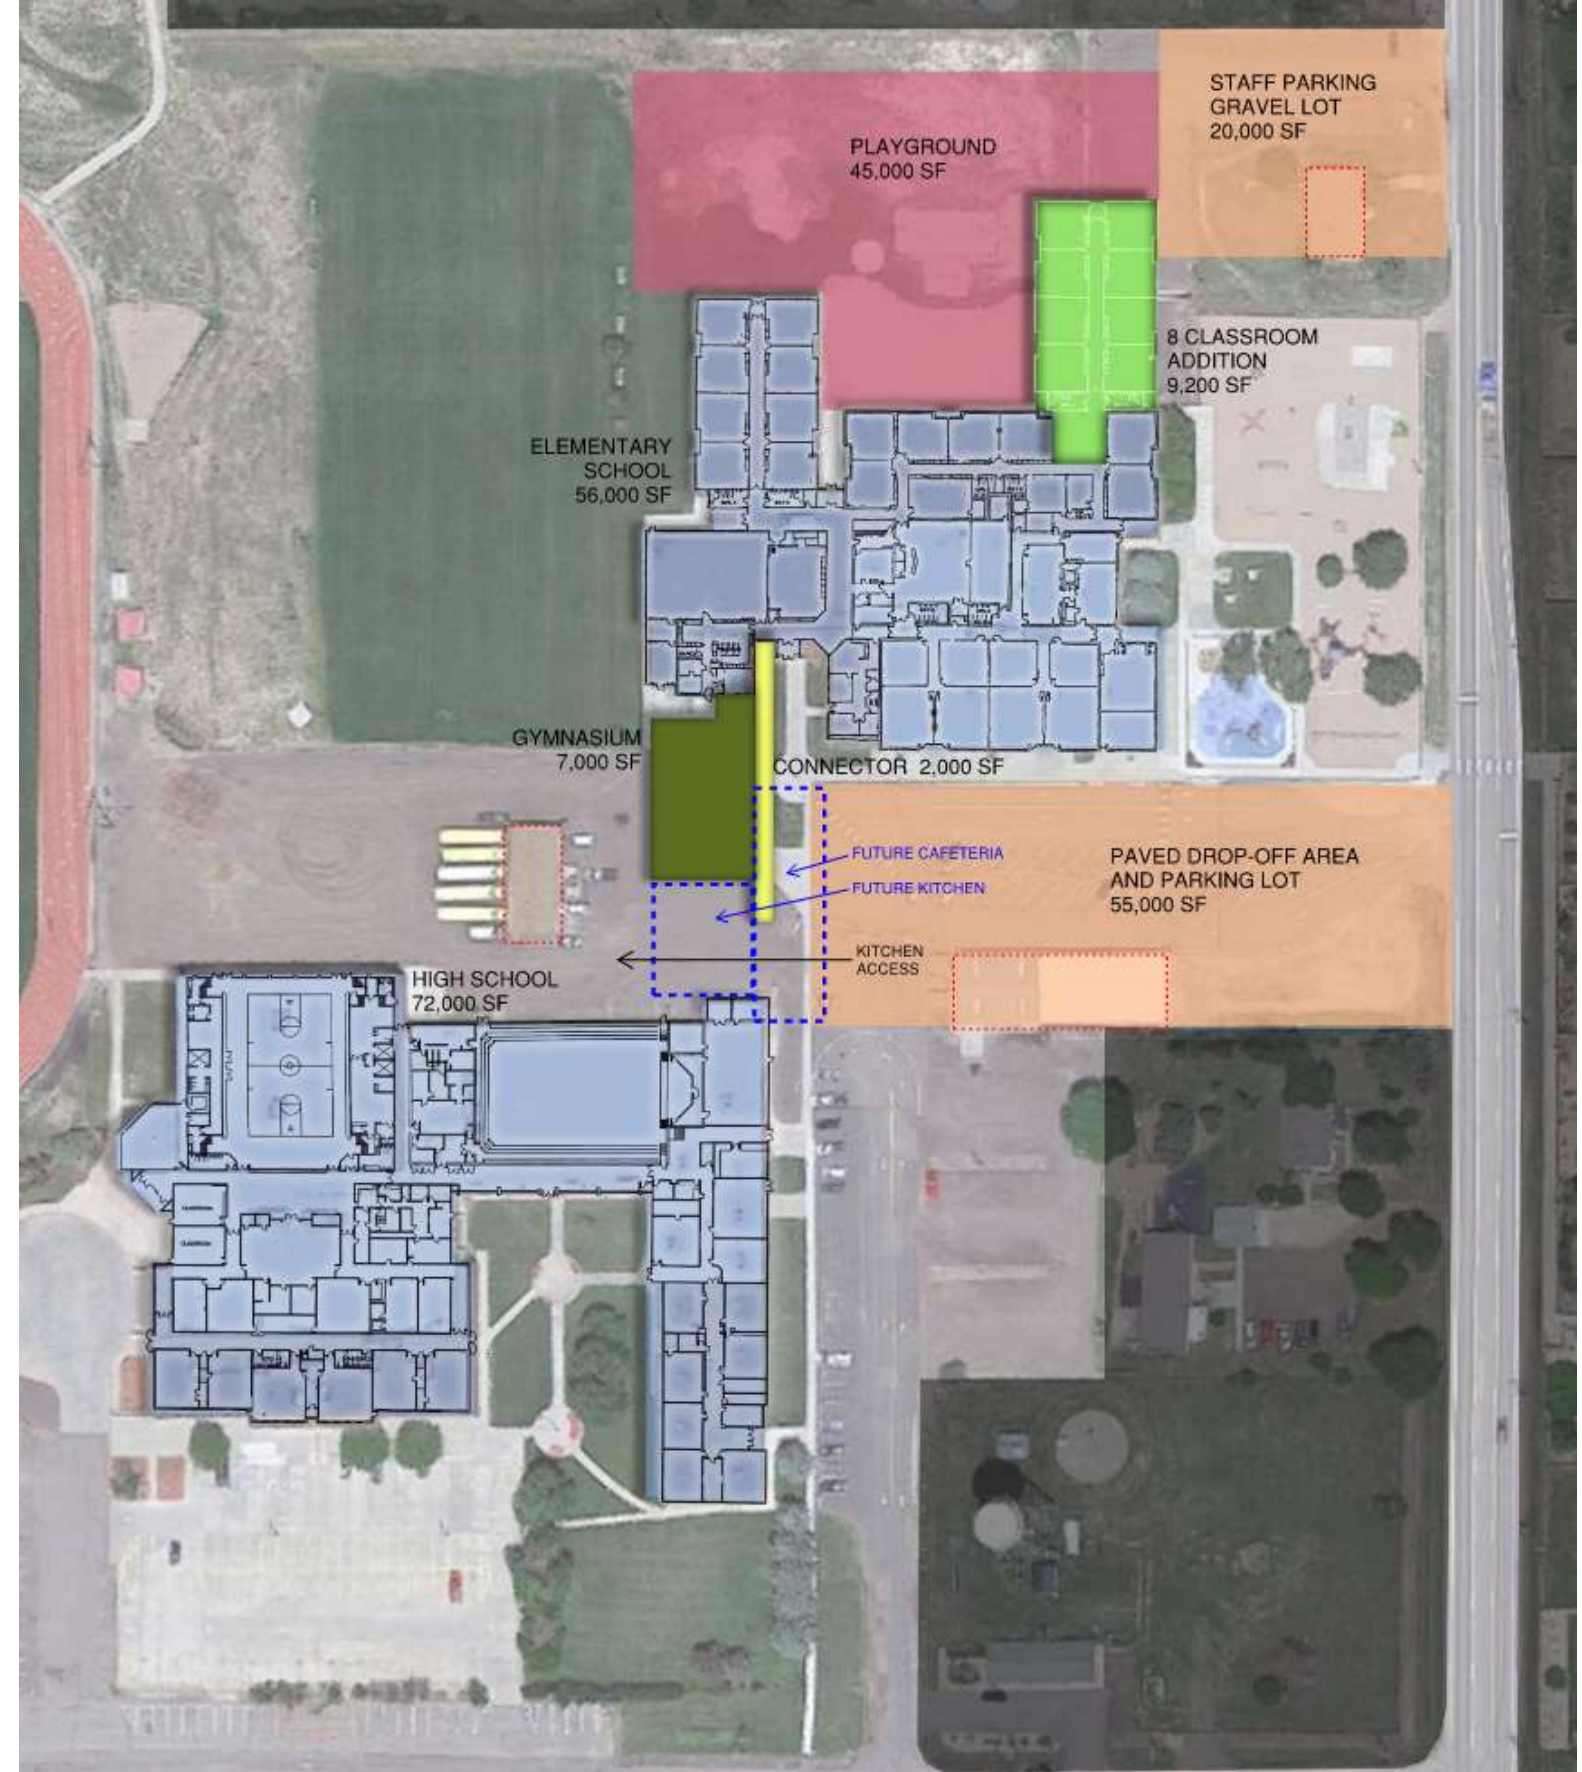 STAFF PARKING
GRAVEL LOT
20,000 SF
PLAYGROUND
45,000 SF
8 CLASSROOM
ADDITION
9,200 SF
ELEMENTARY
SCHOOL
56,000 SF
GYMNASIUM
7,000 SF
CONNECTOR 2,000 SF
FUTURE CAFETERIA
FUTURE KITCHEN
PAVED DROP-OFF AREA
AND PARKING LOT
55,000 SF
KITCHEN
ACCESS
HIGH SCHOOL
72,000 SF
CLASSROOM
CLASSROOM